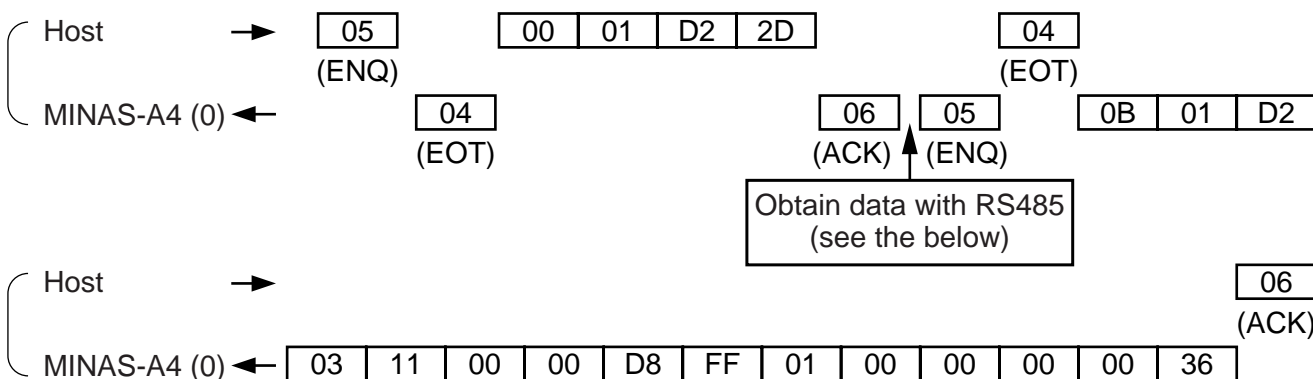 Host 05 00 01 D2 2D 04
(ENQ) (EOT)
MINAS-A4 (0) 04 06 05 0B 01 D2
(EOT) (ACK) (ENQ)
Obtain data with RS485
(see the below)
Host 06
(ACK)
MINAS-A4 (0) 03 11 00 00 D8 FF 01 00 00 00 00 36